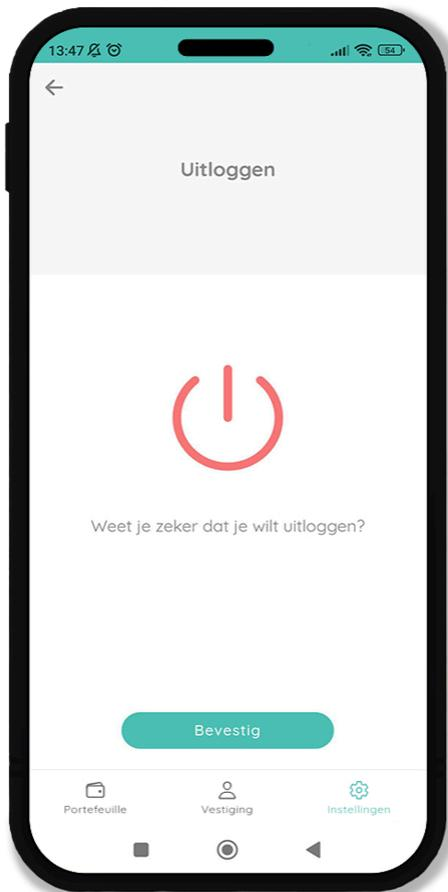 13:47 54
Uitloggen
Weet je zeker dat je wilt uitloggen?
Bevestig
Portefeuille Vestiging Instellingen